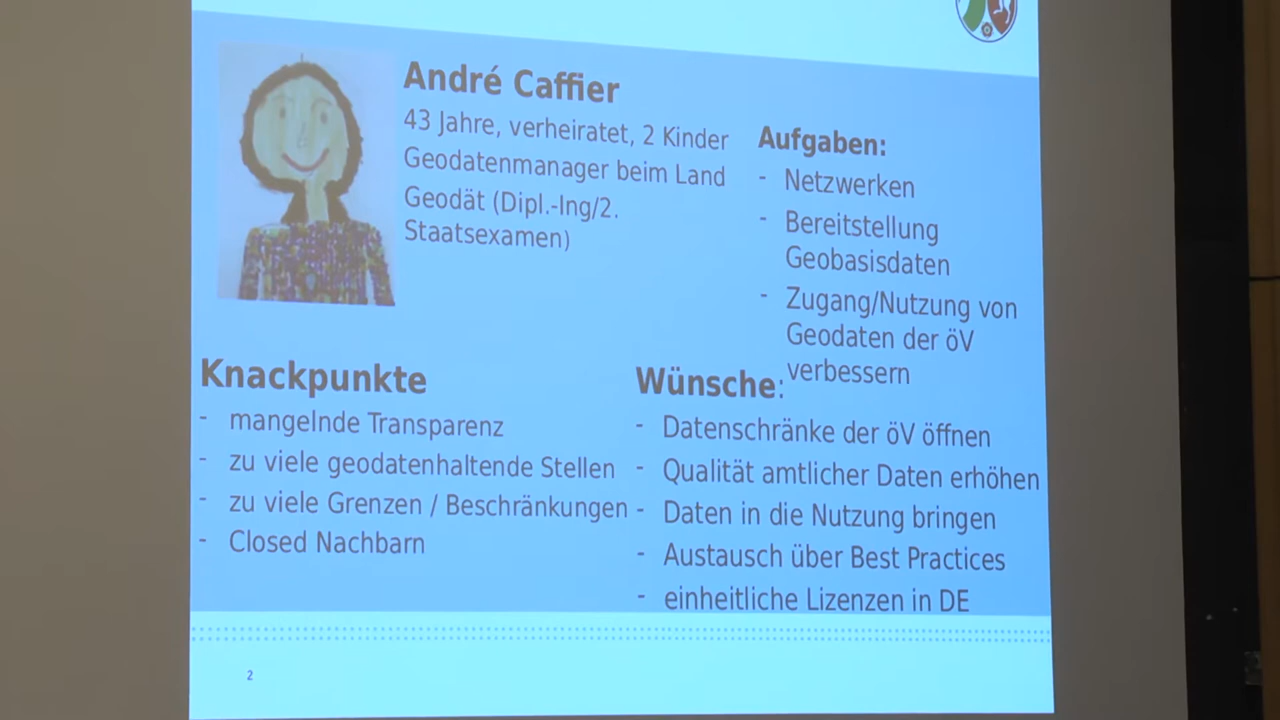 André Caffier
43 Jahre, verheiratet, 2 Kinder
Geodatenmanager beim Land
Geodät (Dipl.-Ing/2.
Staatsexamen)
Aufgaben:
- Netzwerken
- Bereitstellung
Geobasisdaten
- Zugang/Nutzung von
Geodaten der öV
verbessern
Knackpunkte
- mangelnde Transparenz
- zu viele geodatenhaltende Stellen
- zu viele Grenzen / Beschränkungen
- Closed Nachbarn
Wünsche:
- Datenschränke der öV öffnen
- Qualität amtlicher Daten erhöhen
- Daten in die Nutzung bringen
- Austausch über Best Practices
- einheitliche Lizenzen in DE
2